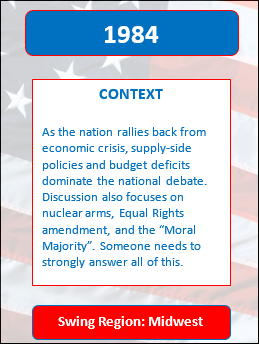 1984
CONTEXT
As the nation rallies back from
economic crisis, supply-side
policies and budget deficits
dominate the national debate.
Discussion also focuses on
nuclear arms, Equal Rights
amendment, and the “Moral
Majority”. Someone needs to
strongly answer all of this.
Swing Region: Midwest